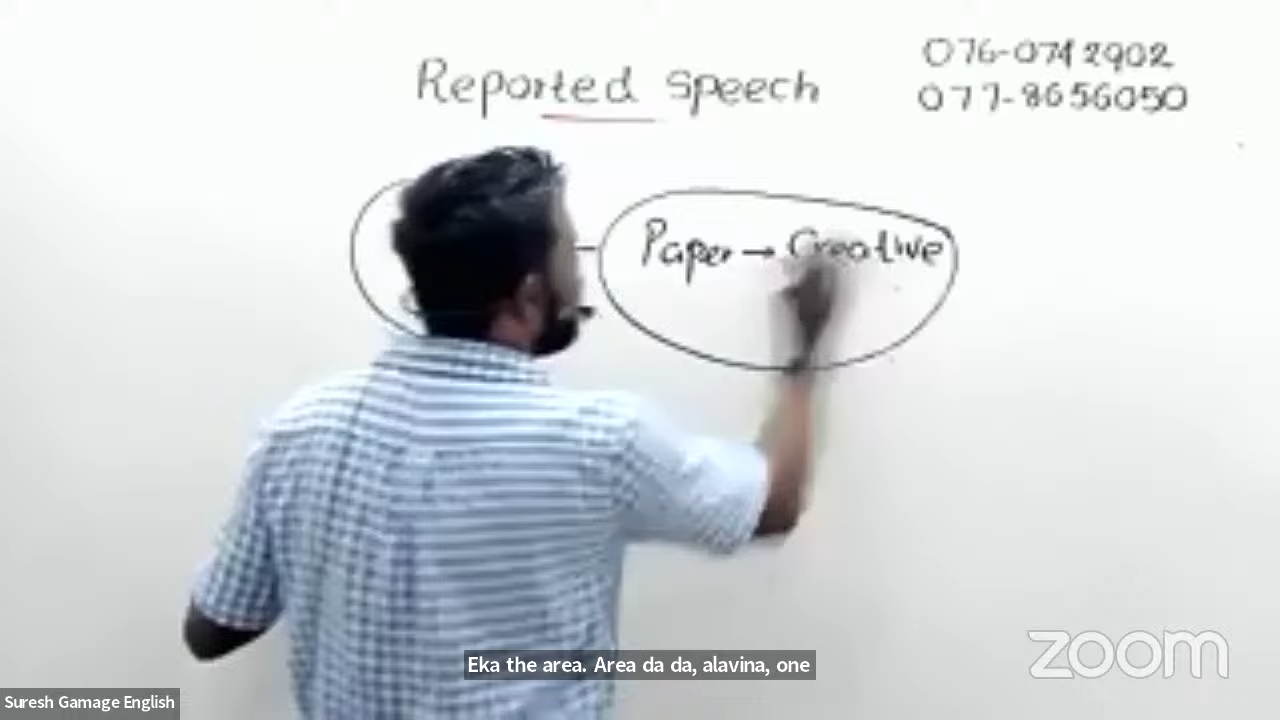 Reported Speech
076-0742902
077-8656050
Paper → Creative
Eka the area. Area da da, alavina, one
zoom
Suresh Gamage English